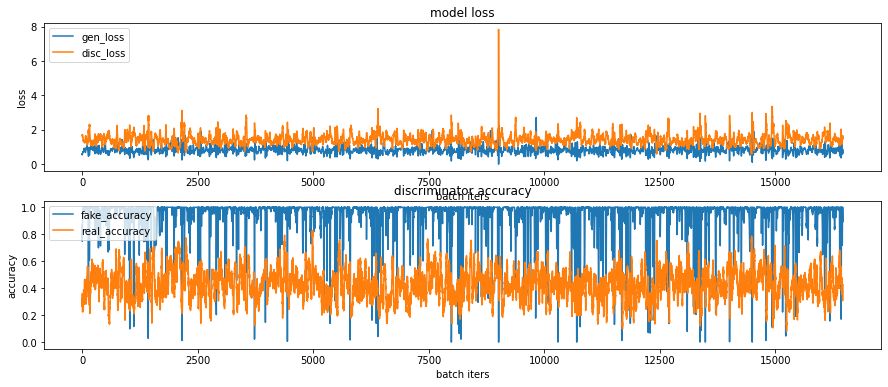 model loss
gen_loss
disc_loss
8
6
4
2
0
loss
0 2500 5000 7500 10000 12500 15000
batch iters
discriminator accuracy
fake_accuracy
real_accuracy
1.0
0.8
0.6
0.4
0.2
0.0
accuracy
0 2500 5000 7500 10000 12500 15000
batch iters